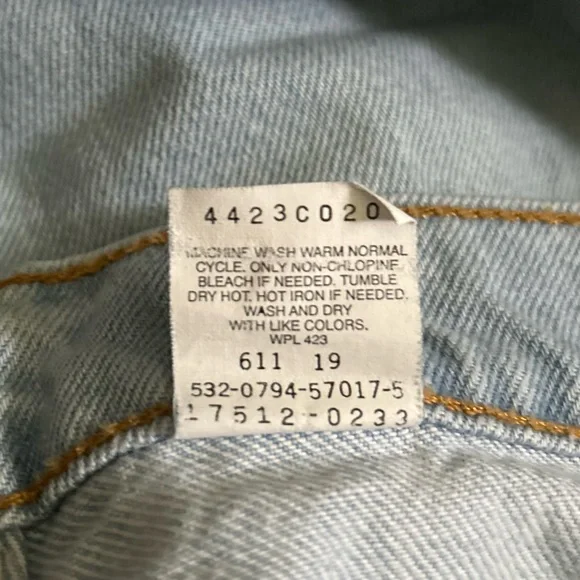 4423C020
MACHINE WASH WARM NORMAL
CYCLE. ONLY NON-CHLOPINE
BLEACH IF NEEDED. TUMBLE
DRY HOT. HOT IRON IF NEEDED.
WASH AND DRY
WITH LIKE COLORS.
WPL 423
611 19
532-0794-57017-5
17512-0233